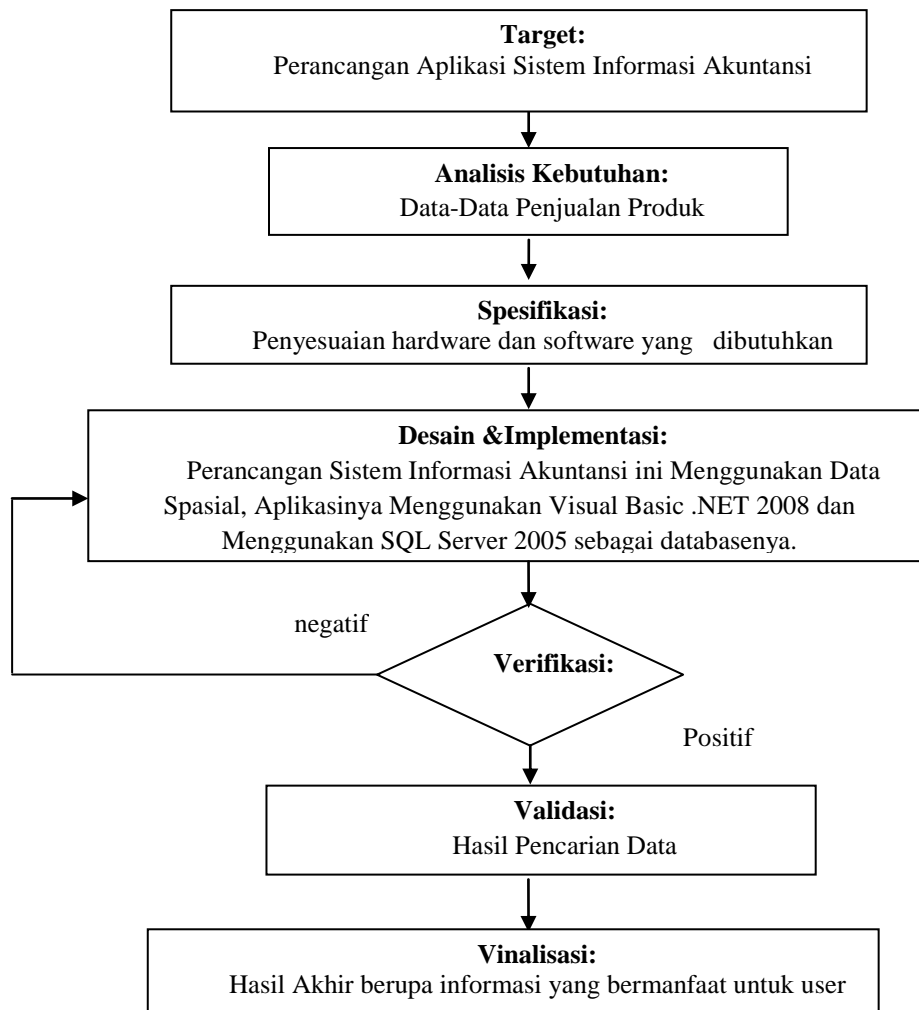 Target:
Perancangan Aplikasi Sistem Informasi Akuntansi
Analisis Kebutuhan:
Data-Data Penjualan Produk
Spesifikasi:
Penyesuaian hardware dan software yang dibutuhkan
Desain &Implementasi:
Perancangan Sistem Informasi Akuntansi ini Menggunakan Data
Spasial, Aplikasinya Menggunakan Visual Basic .NET 2008 dan
Menggunakan SQL Server 2005 sebagai databasenya.
negatif
Verifikasi:
Positif
Validasi:
Hasil Pencarian Data
Vinalisasi:
Hasil Akhir berupa informasi yang bermanfaat untuk user